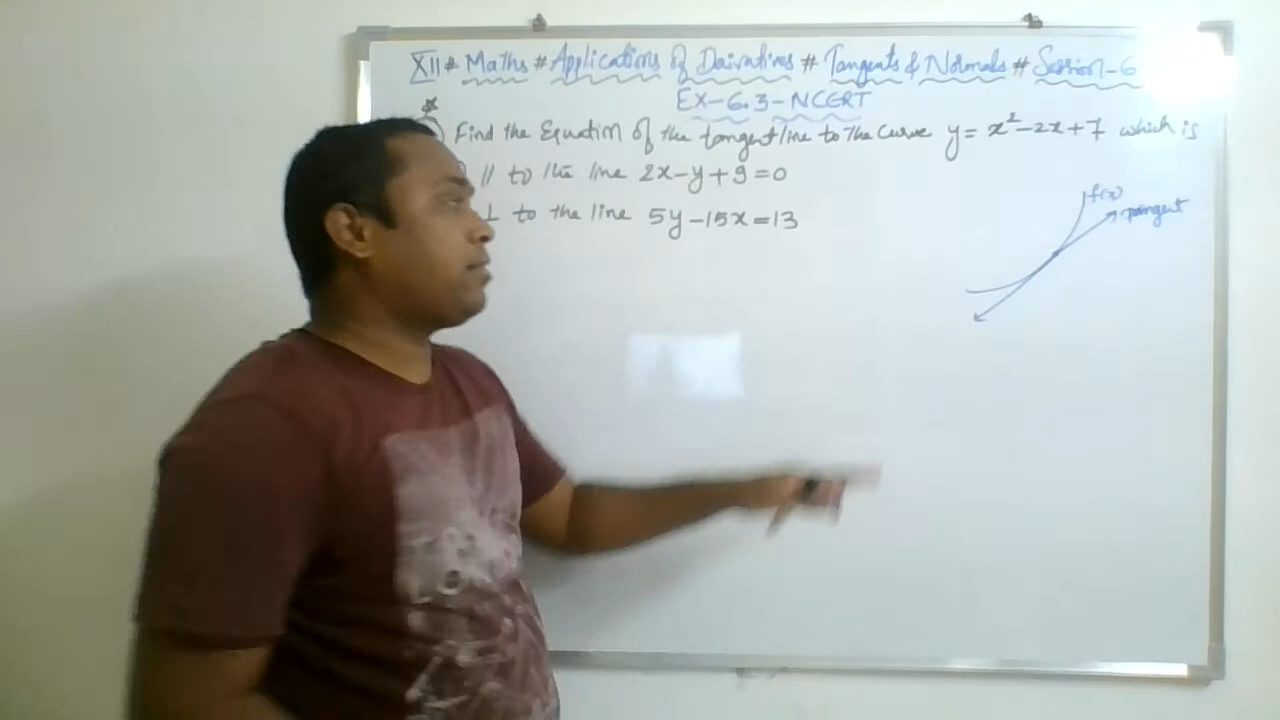 XII # Maths # Applications of Dairatives # Tangents & Normals # Session-6
EX-6.3-NCERT
Find the Equation of the tangent line to the curve y = x² - 2x + 7 which is
|| to the line 2x - y + 9 = 0
⊥ to the line 5y - 15x = 13
f(x)
tangent